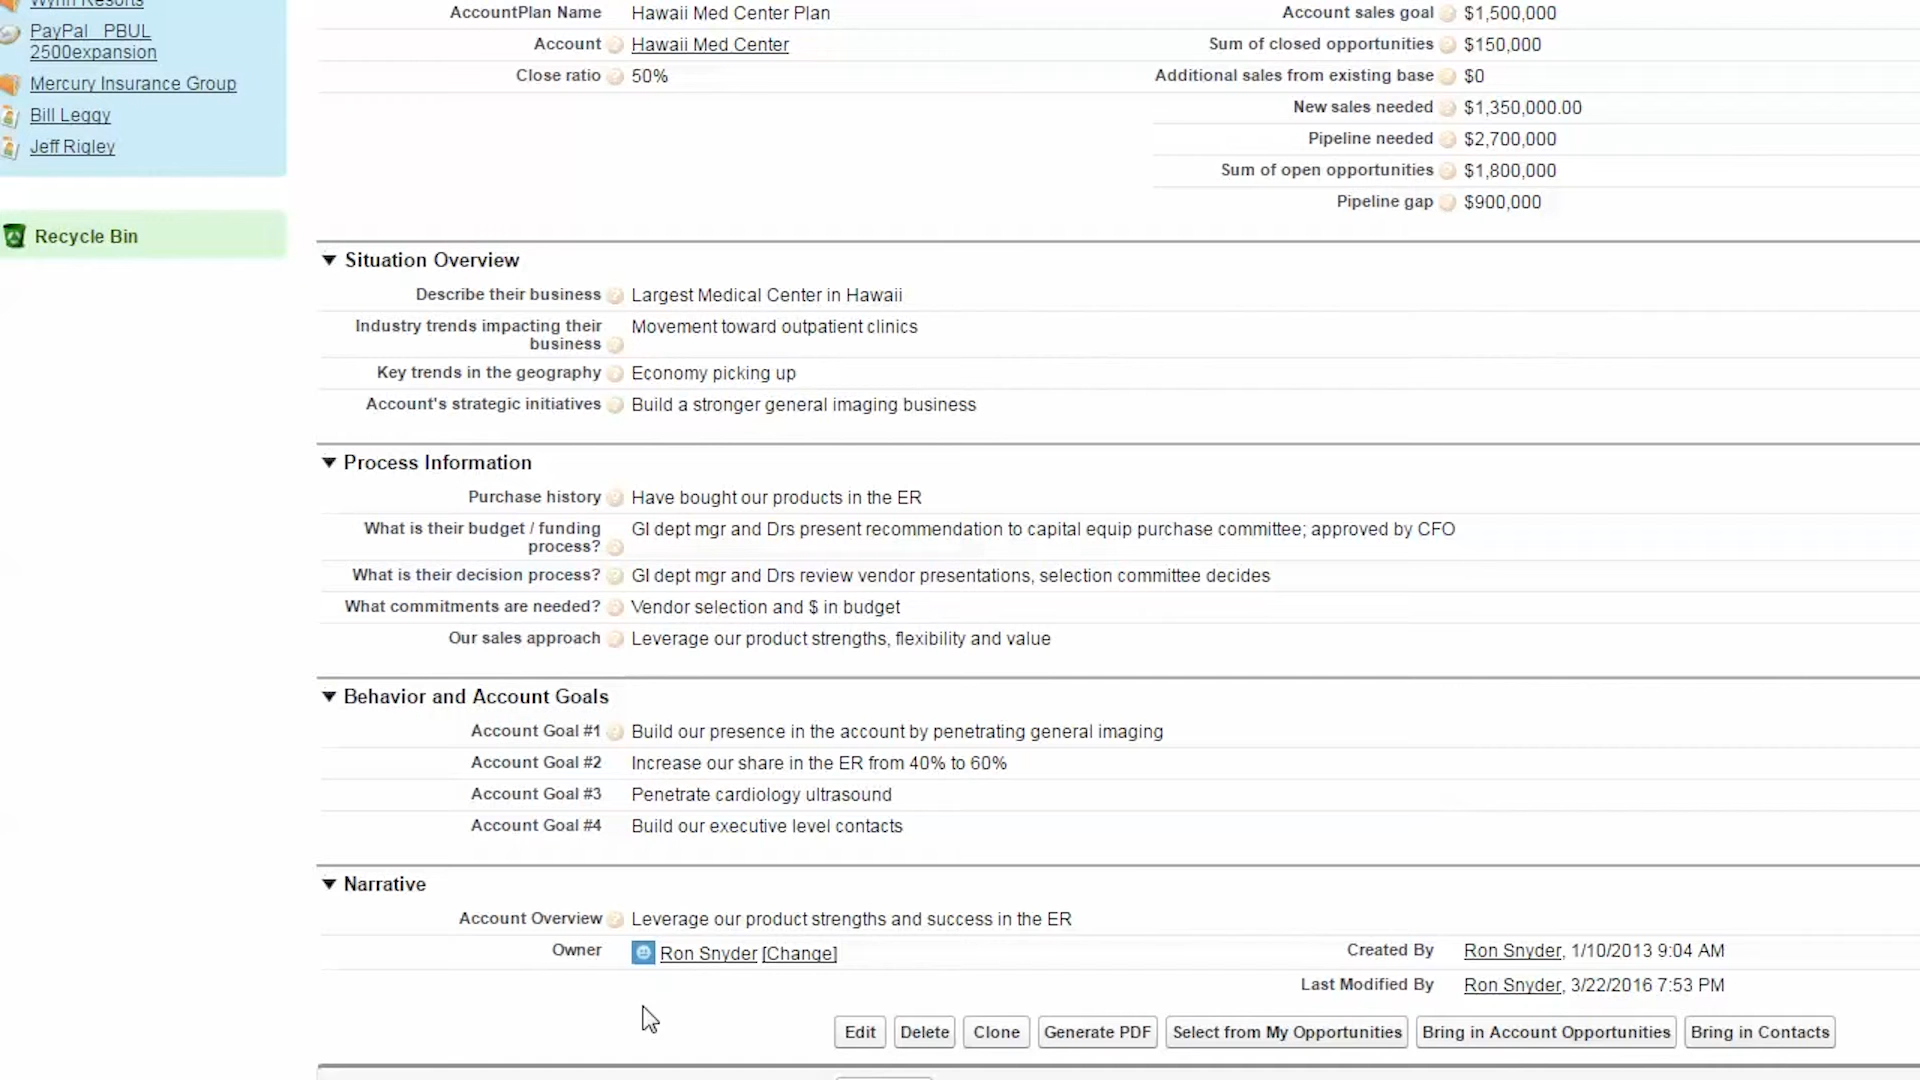 Wynn Resorts
PayPal PBUL
2500expansion
Mercury Insurance Group
Bill Leggy
Jeff Rigley
Recycle Bin
AccountPlan Name Hawaii Med Center Plan
Account Hawaii Med Center
Close ratio 50%
Account sales goal $1,500,000
Sum of closed opportunities $150,000
Additional sales from existing base $0
New sales needed $1,350,000.00
Pipeline needed $2,700,000
Sum of open opportunities $1,800,000
Pipeline gap $900,000
Situation Overview
Describe their business Largest Medical Center in Hawaii
Industry trends impacting their Movement toward outpatient clinics
business
Key trends in the geography Economy picking up
Account's strategic initiatives Build a stronger general imaging business
Process Information
Purchase history Have bought our products in the ER
What is their budget / funding GI dept mgr and Drs present recommendation to capital equip purchase committee; approved by CFO
process?
What is their decision process? GI dept mgr and Drs review vendor presentations, selection committee decides
What commitments are needed? Vendor selection and $ in budget
Our sales approach Leverage our product strengths, flexibility and value
Behavior and Account Goals
Account Goal #1 Build our presence in the account by penetrating general imaging
Account Goal #2 Increase our share in the ER from 40% to 60%
Account Goal #3 Penetrate cardiology ultrasound
Account Goal #4 Build our executive level contacts
Narrative
Account Overview Leverage our product strengths and success in the ER
Owner Ron Snyder [Change] Created By Ron Snyder, 1/10/2013 9:04 AM
Last Modified By Ron Snyder, 3/22/2016 7:53 PM
Edit Delete Clone Generate PDF Select from My Opportunities Bring in Account Opportunities Bring in Contacts